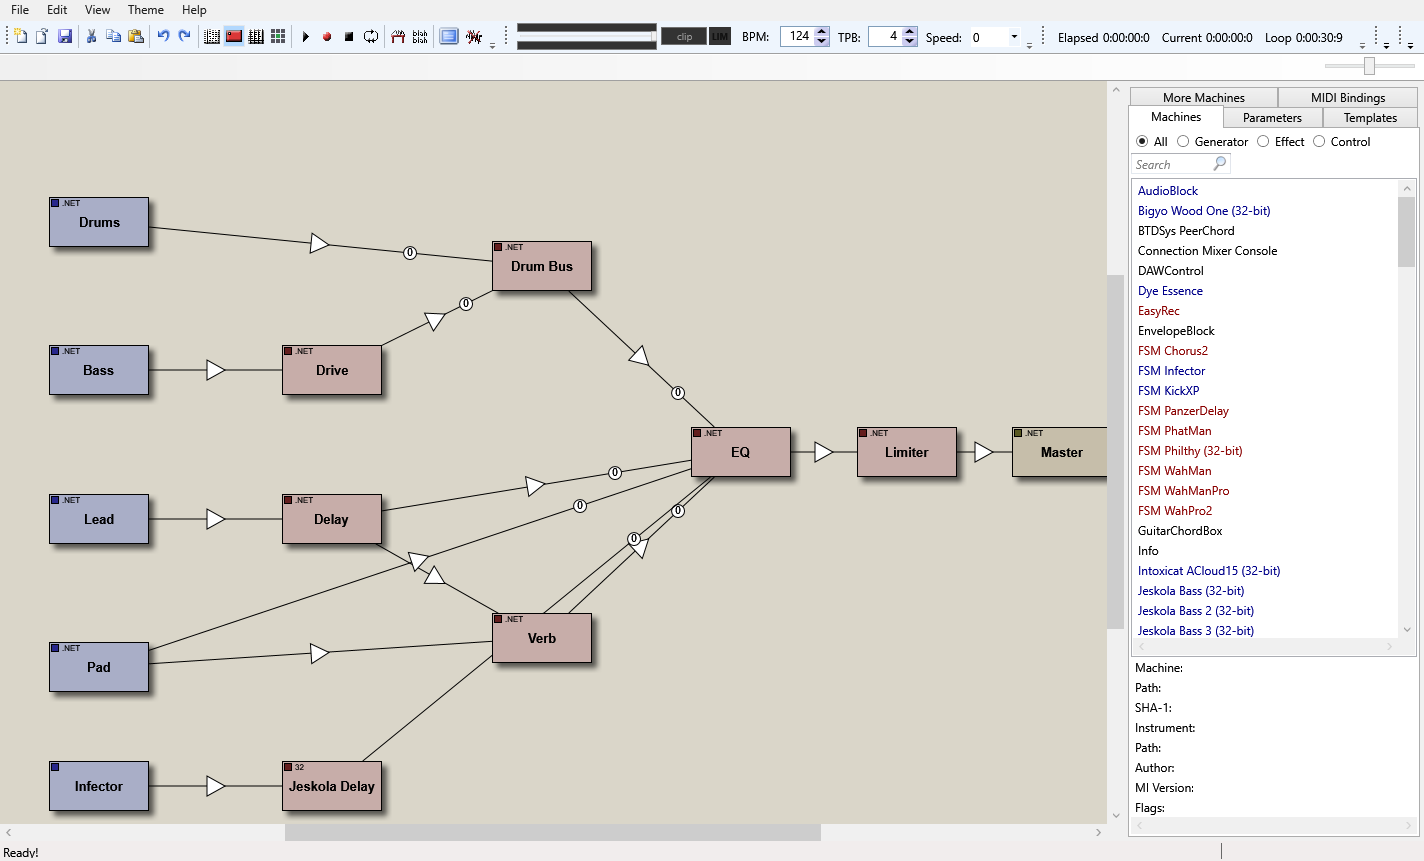 File Edit View Theme Help
clip LIM BPM: 124 TPB: 4 Speed: 0 Elapsed 0:00:00:0 Current 0:00:00:0 Loop 0:00:30:9
.NET
Drums
.NET
Drum Bus
0
0
.NET
Bass
.NET
Drive
0
.NET
EQ
.NET
Limiter
.NET
Master
0
0
0
0
.NET
Lead
.NET
Delay
.NET
Verb
.NET
Pad
Infector
32
Jeskola Delay
More Machines MIDI Bindings
Machines Parameters Templates
All Generator Effect Control
Search
AudioBlock
Bigyo Wood One (32-bit)
BTDSys PeerChord
Connection Mixer Console
DAWControl
Dye Essence
EasyRec
EnvelopeBlock
FSM Chorus2
FSM Infector
FSM KickXP
FSM PanzerDelay
FSM PhatMan
FSM Philthy (32-bit)
FSM WahMan
FSM WahManPro
FSM WahPro2
GuitarChordBox
Info
Intoxicat ACloud15 (32-bit)
Jeskola Bass (32-bit)
Jeskola Bass 2 (32-bit)
Jeskola Bass 3 (32-bit)
Machine:
Path:
SHA-1:
Instrument:
Path:
Author:
MI Version:
Flags:
Ready!